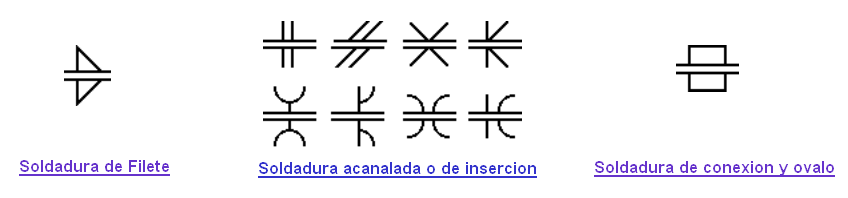 Soldadura de Filete
Soldadura acanalada o de insercion
Soldadura de conexion y ovalo